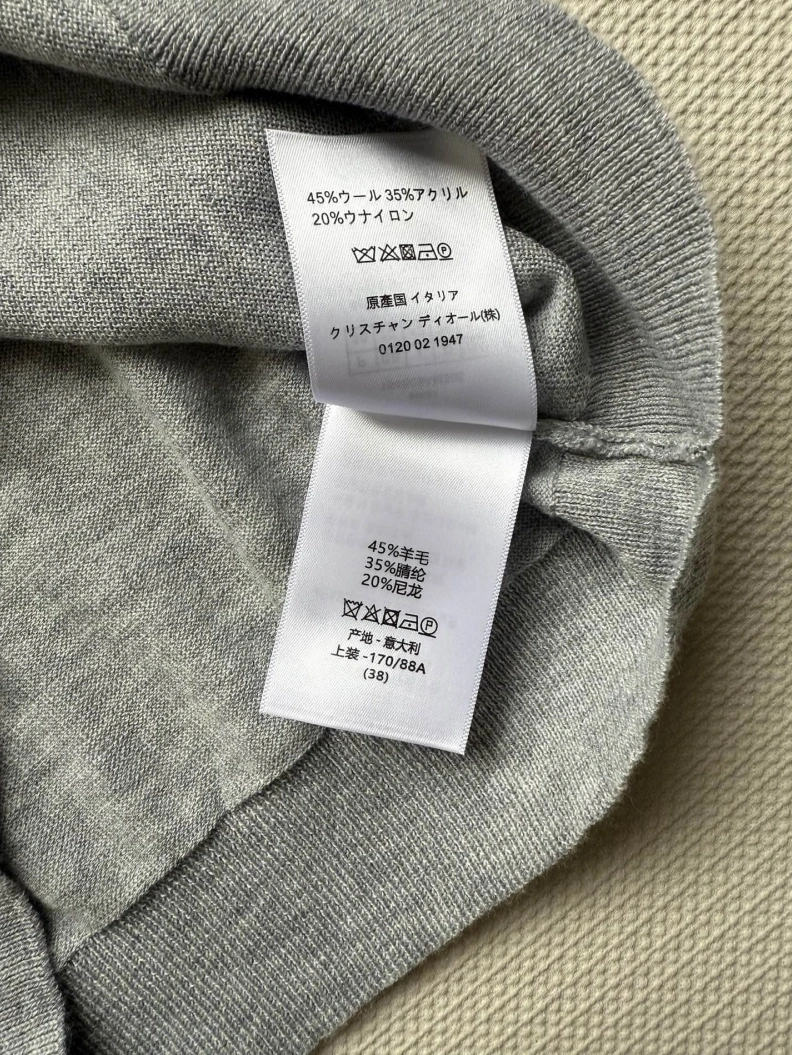 45%ウール 35%アクリル
20%ウナイロン
原產国 イタリア
クリスチャン ディオール(株)
0120 02 1947
45%羊毛
35%腈纶
20%尼龙
产地 - 意大利
上装 -170/88A
(38)